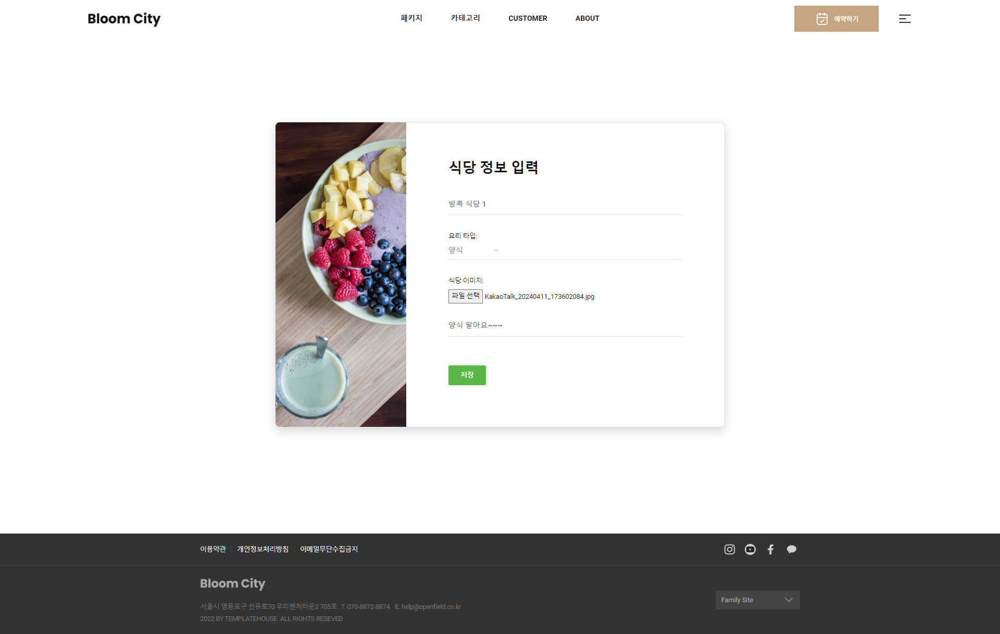 Bloom City
패키지
카테고리
CUSTOMER
ABOUT
예약하기
식당 정보 입력
방콕 식당 1
요리 타입:
양식
식당 이미지:
파일 선택 KakaoTalk_20240411_173602084.jpg
양식 팔아요~~~
저장
이용약관
개인정보처리방침
이메일무단수집금지
Bloom City
서울시 영등포구 선유로70 우리벤처타운2 705호 T. 070-8872-8874 E. help@openfield.co.kr
2022 BY TEMPLATEHOUSE. ALL RIGHTS RESEVED
Family Site